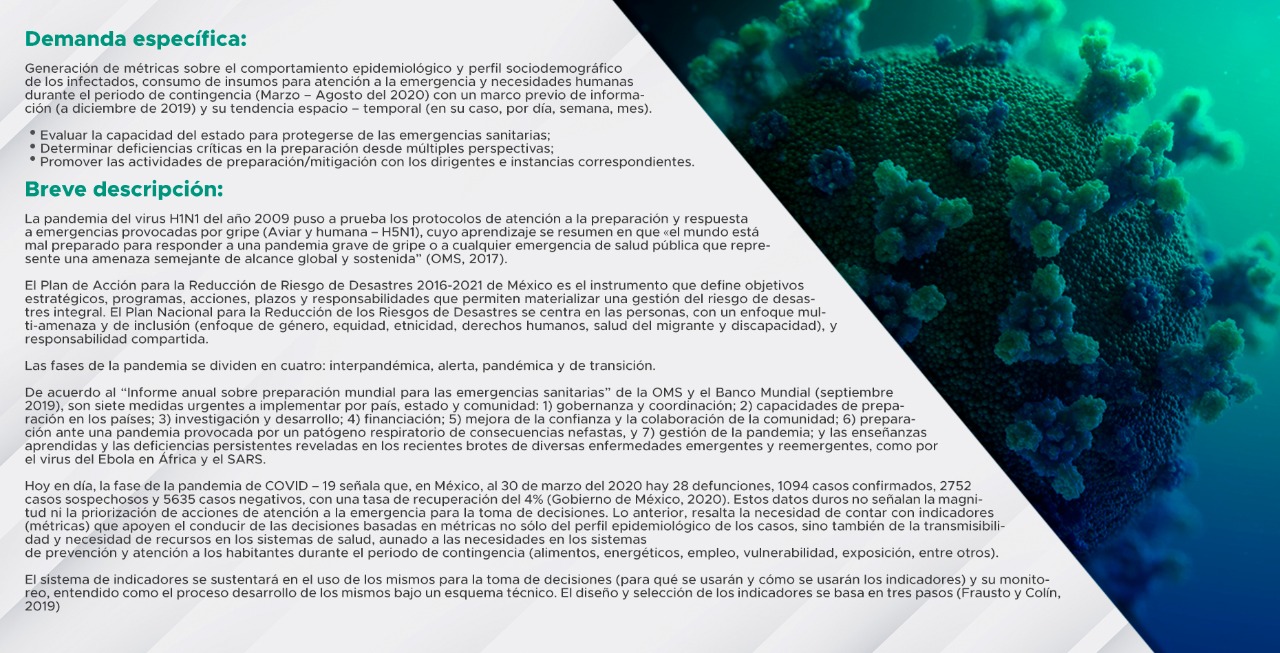 Demanda específica:
Generación de métricas sobre el comportamiento epidemiológico y perfil sociodemográfico
de los infectados, consumo de insumos para atención a la emergencia y necesidades humanas
durante el periodo de contingencia (Marzo – Agosto del 2020) con un marco previo de informa-
ción (a diciembre de 2019) y su tendencia espacio – temporal (en su caso, por día, semana, mes).
• Evaluar la capacidad del estado para protegerse de las emergencias sanitarias;
• Determinar deficiencias críticas en la preparación desde múltiples perspectivas;
• Promover las actividades de preparación/mitigación con los dirigentes e instancias correspondientes.
Breve descripción:
La pandemia del virus H1N1 del año 2009 puso a prueba los protocolos de atención a la preparación y respuesta
a emergencias provocadas por gripe (Aviar y humana – H5N1), cuyo aprendizaje se resumen en que «el mundo está
mal preparado para responder a una pandemia grave de gripe o a cualquier emergencia de salud pública que repre-
sente una amenaza semejante de alcance global y sostenida” (OMS, 2017).
El Plan de Acción para la Reducción de Riesgo de Desastres 2016-2021 de México es el instrumento que define objetivos
estratégicos, programas, acciones, plazos y responsabilidades que permiten materializar una gestión del riesgo de desas-
tres integral. El Plan Nacional para la Reducción de los Riesgos de Desastres se centra en las personas, con un enfoque mul-
ti-amenaza y de inclusión (enfoque de género, equidad, etnicidad, derechos humanos, salud del migrante y discapacidad), y
responsabilidad compartida.
Las fases de la pandemia se dividen en cuatro: interpandémica, alerta, pandémica y de transición.
De acuerdo al “Informe anual sobre preparación mundial para las emergencias sanitarias” de la OMS y el Banco Mundial (septiembre
2019), son siete medidas urgentes a implementar por país, estado y comunidad: 1) gobernanza y coordinación; 2) capacidades de prepa-
ración en los países; 3) investigación y desarrollo; 4) financiación; 5) mejora de la confianza y la colaboración de la comunidad; 6) prepara-
ción ante una pandemia provocada por un patógeno respiratorio de consecuencias nefastas, y 7) gestión de la pandemia; y las enseñanzas
aprendidas y las deficiencias persistentes reveladas en los recientes brotes de diversas enfermedades emergentes y reemergentes, como por
el virus del Ebola en África y el SARS.
Hoy en día, la fase de la pandemia de COVID – 19 señala que, en México, al 30 de marzo del 2020 hay 28 defunciones, 1094 casos confirmados, 2752
casos sospechosos y 5635 casos negativos, con una tasa de recuperación del 4% (Gobierno de México, 2020). Estos datos duros no señalan la magni-
tud ni la priorización de acciones de atención a la emergencia para la toma de decisiones. Lo anterior, resalta la necesidad de contar con indicadores
(métricas) que apoyen el conducir de las decisiones basadas en métricas no sólo del perfil epidemiológico de los casos, sino también de la transmisibili-
dad y necesidad de recursos en los sistemas de salud, aunado a las necesidades en los sistemas
de prevención y atención a los habitantes durante el periodo de contingencia (alimentos, energéticos, empleo, vulnerabilidad, exposición, entre otros).
El sistema de indicadores se sustentará en el uso de los mismos para la toma de decisiones (para qué se usarán y cómo se usarán los indicadores) y su monito-
reo, entendido como el proceso desarrollo de los mismos bajo un esquema técnico. El diseño y selección de los indicadores se basa en tres pasos (Frausto y Colín,
2019)